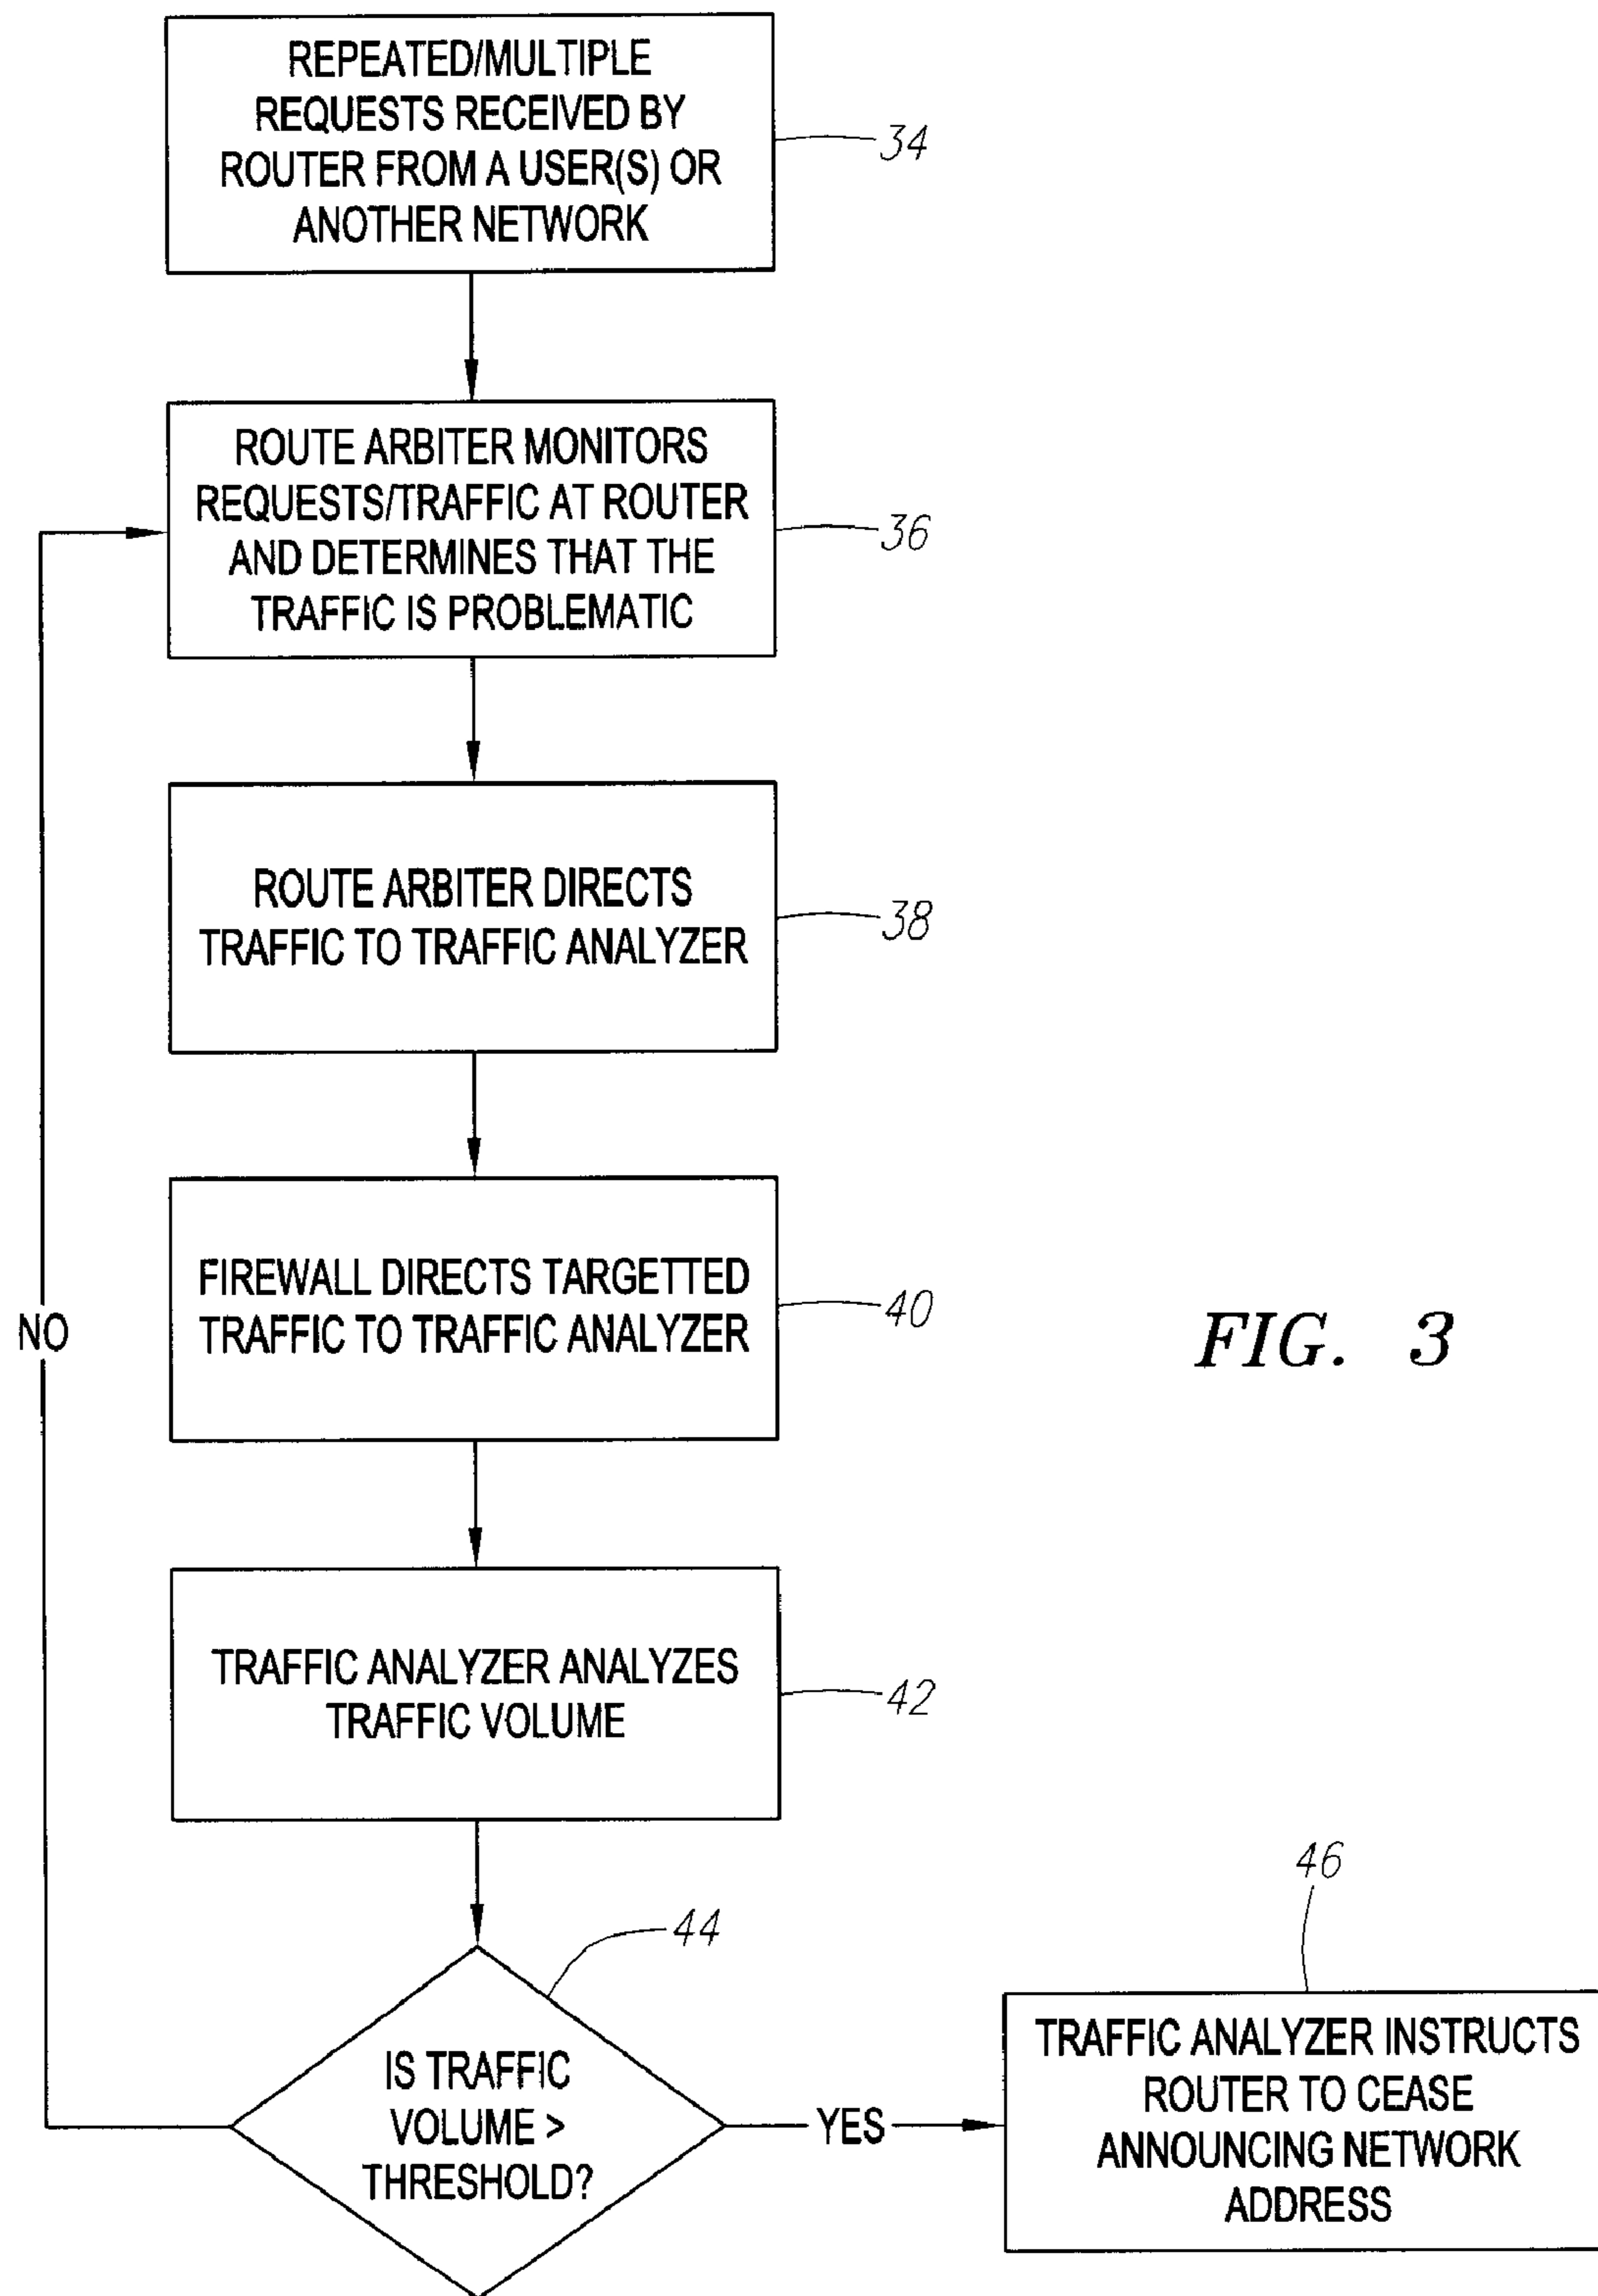 REPEATED/MULTIPLE
REQUESTS RECEIVED BY
ROUTER FROM A USER(S) OR
ANOTHER NETWORK
34
ROUTE ARBITER MONITORS
REQUESTS/TRAFFIC AT ROUTER
AND DETERMINES THAT THE
TRAFFIC IS PROBLEMATIC
36
ROUTE ARBITER DIRECTS
TRAFFIC TO TRAFFIC ANALYZER
38
FIREWALL DIRECTS TARGETTED
TRAFFIC TO TRAFFIC ANALYZER
40
NO
FIG. 3
TRAFFIC ANALYZER ANALYZES
TRAFFIC VOLUME
42
44
IS TRAFFIC
VOLUME >
THRESHOLD?
YES
46
TRAFFIC ANALYZER INSTRUCTS
ROUTER TO CEASE
ANNOUNCING NETWORK
ADDRESS